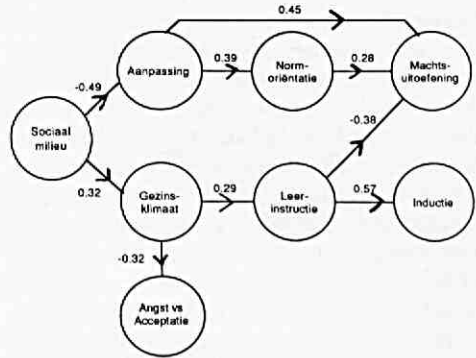 0.45
Aanpassing
0.39
Norm-
oriëntatie
0.28
Machts-
uitoefening
-0.49
-0.38
Sociaal
milieu
0.32
Gezins-
klimaat
0.29
Leer-
instructie
0.57
Inductie
-0.32
Angst vs
Acceptatie